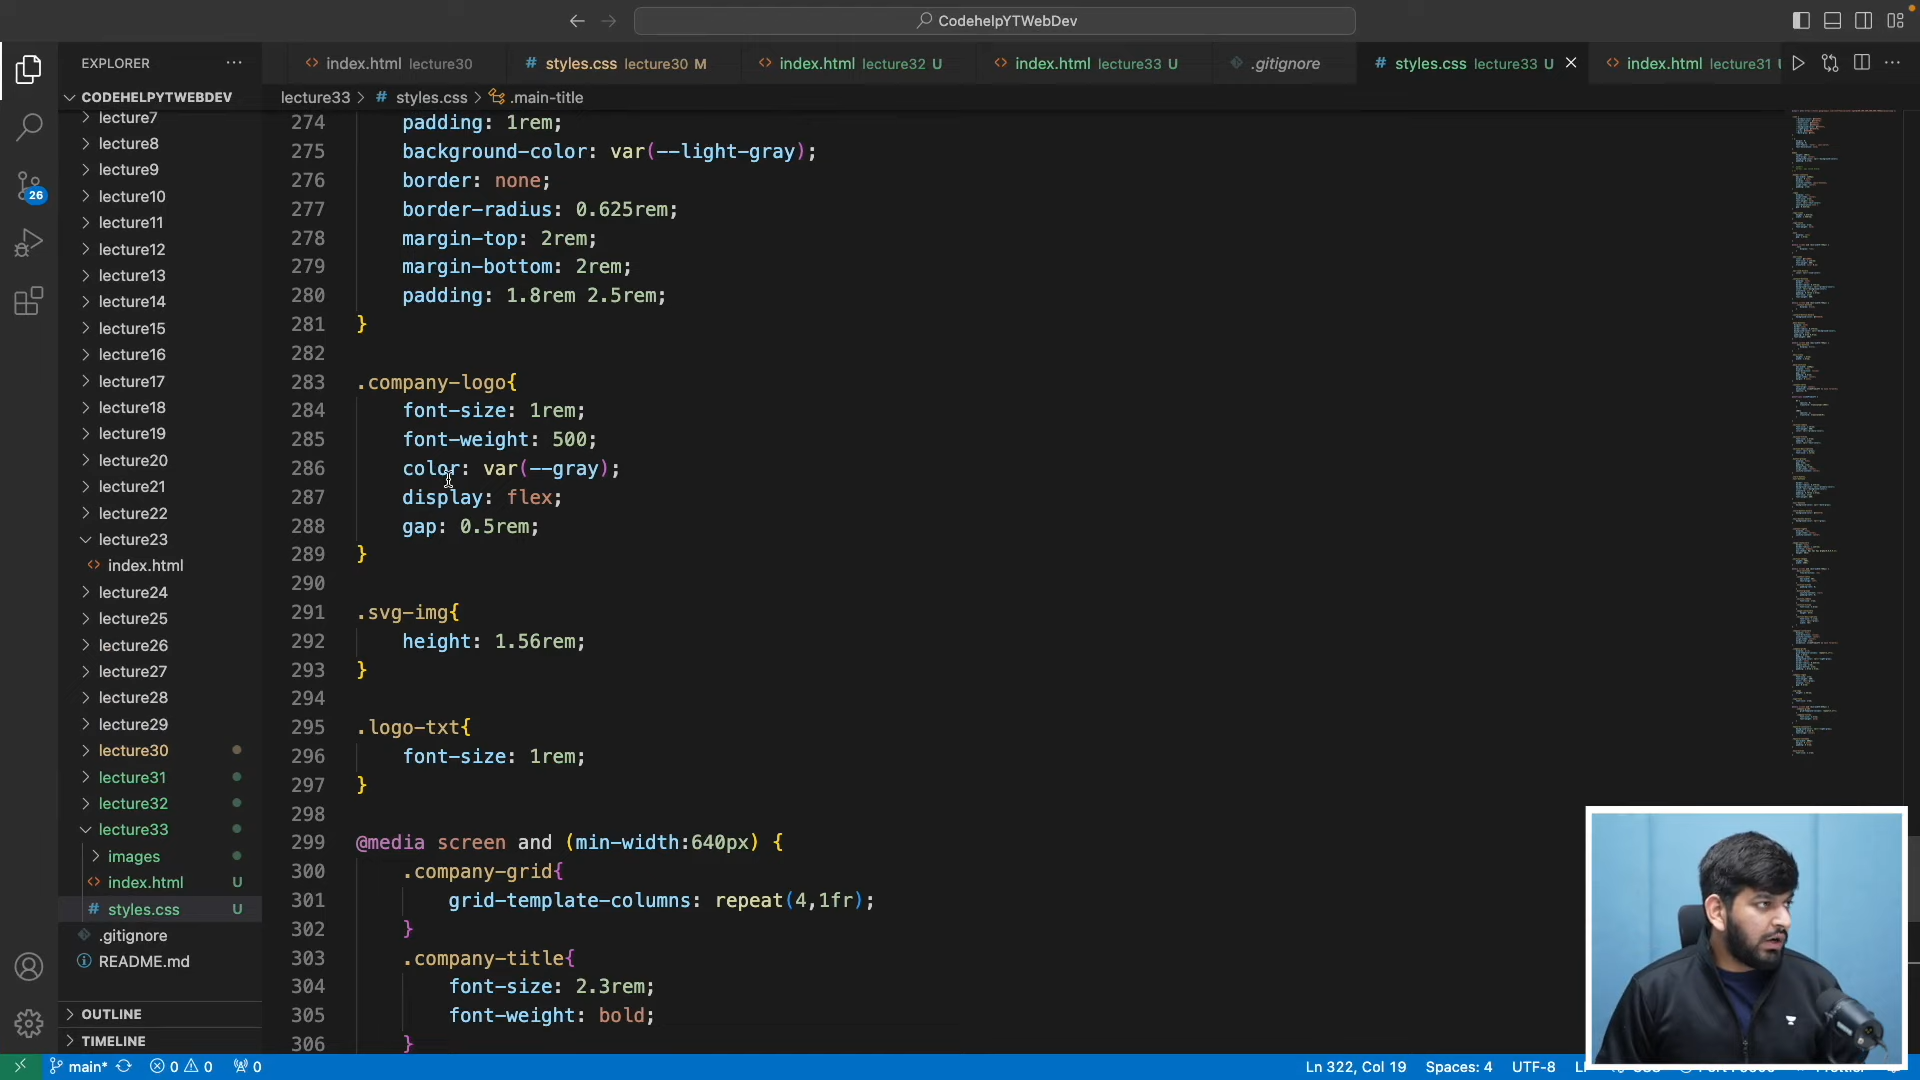 CodehelpYTWebDev
EXPLORER
index.html lecture30
styles.css lecture30 M
index.html lecture32 U
index.html lecture33 U
.gitignore
styles.css lecture33 U
index.html lecture31
CODEHELPYTWEBDEV
lecture33 > # styles.css > .main-title
lecture7
lecture8
lecture9
lecture10
lecture11
lecture12
lecture13
lecture14
lecture15
lecture16
lecture17
lecture18
lecture19
lecture20
lecture21
lecture22
lecture23
index.html
lecture24
lecture25
lecture26
lecture27
lecture28
lecture29
lecture30
lecture31
lecture32
lecture33
images
index.html U
# styles.css U
.gitignore
README.md
OUTLINE
TIMELINE
26
274 padding: 1rem;
275 background-color: var(--light-gray);
276 border: none;
277 border-radius: 0.625rem;
278 margin-top: 2rem;
279 margin-bottom: 2rem;
280 padding: 1.8rem 2.5rem;
281 }
282
283 .company-logo{
284 font-size: 1rem;
285 font-weight: 500;
286 color: var(--gray);
287 display: flex;
288 gap: 0.5rem;
289 }
290
291 .svg-img{
292 height: 1.56rem;
293 }
294
295 .logo-txt{
296 font-size: 1rem;
297 }
298
299 @media screen and (min-width:640px) {
300 .company-grid{
301 grid-template-columns: repeat(4,1fr);
302 }
303 .company-title{
304 font-size: 2.3rem;
305 font-weight: bold;
306 }
main* 0 0 0 Ln 322, Col 19 Spaces: 4 UTF-8